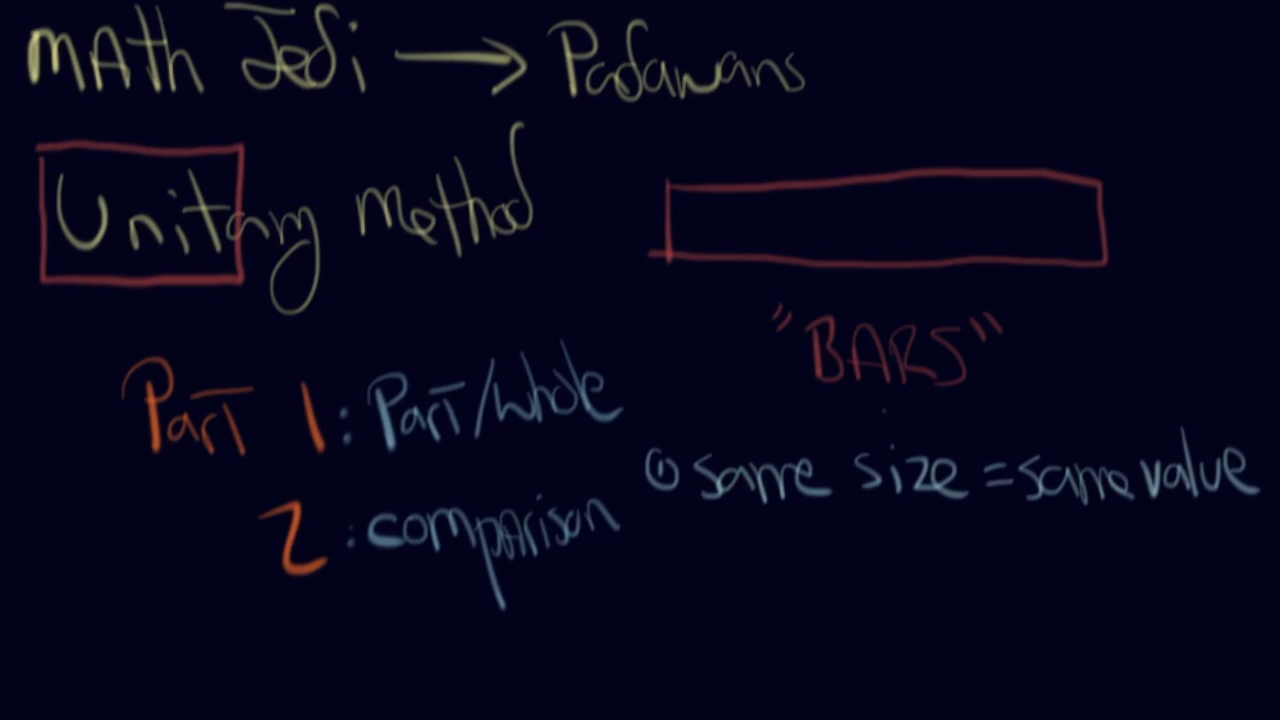 MATH Jedi → Padawans
Unitary Method
"BARS"
Part 1: Part/whole
① same size = same value
2: comparison